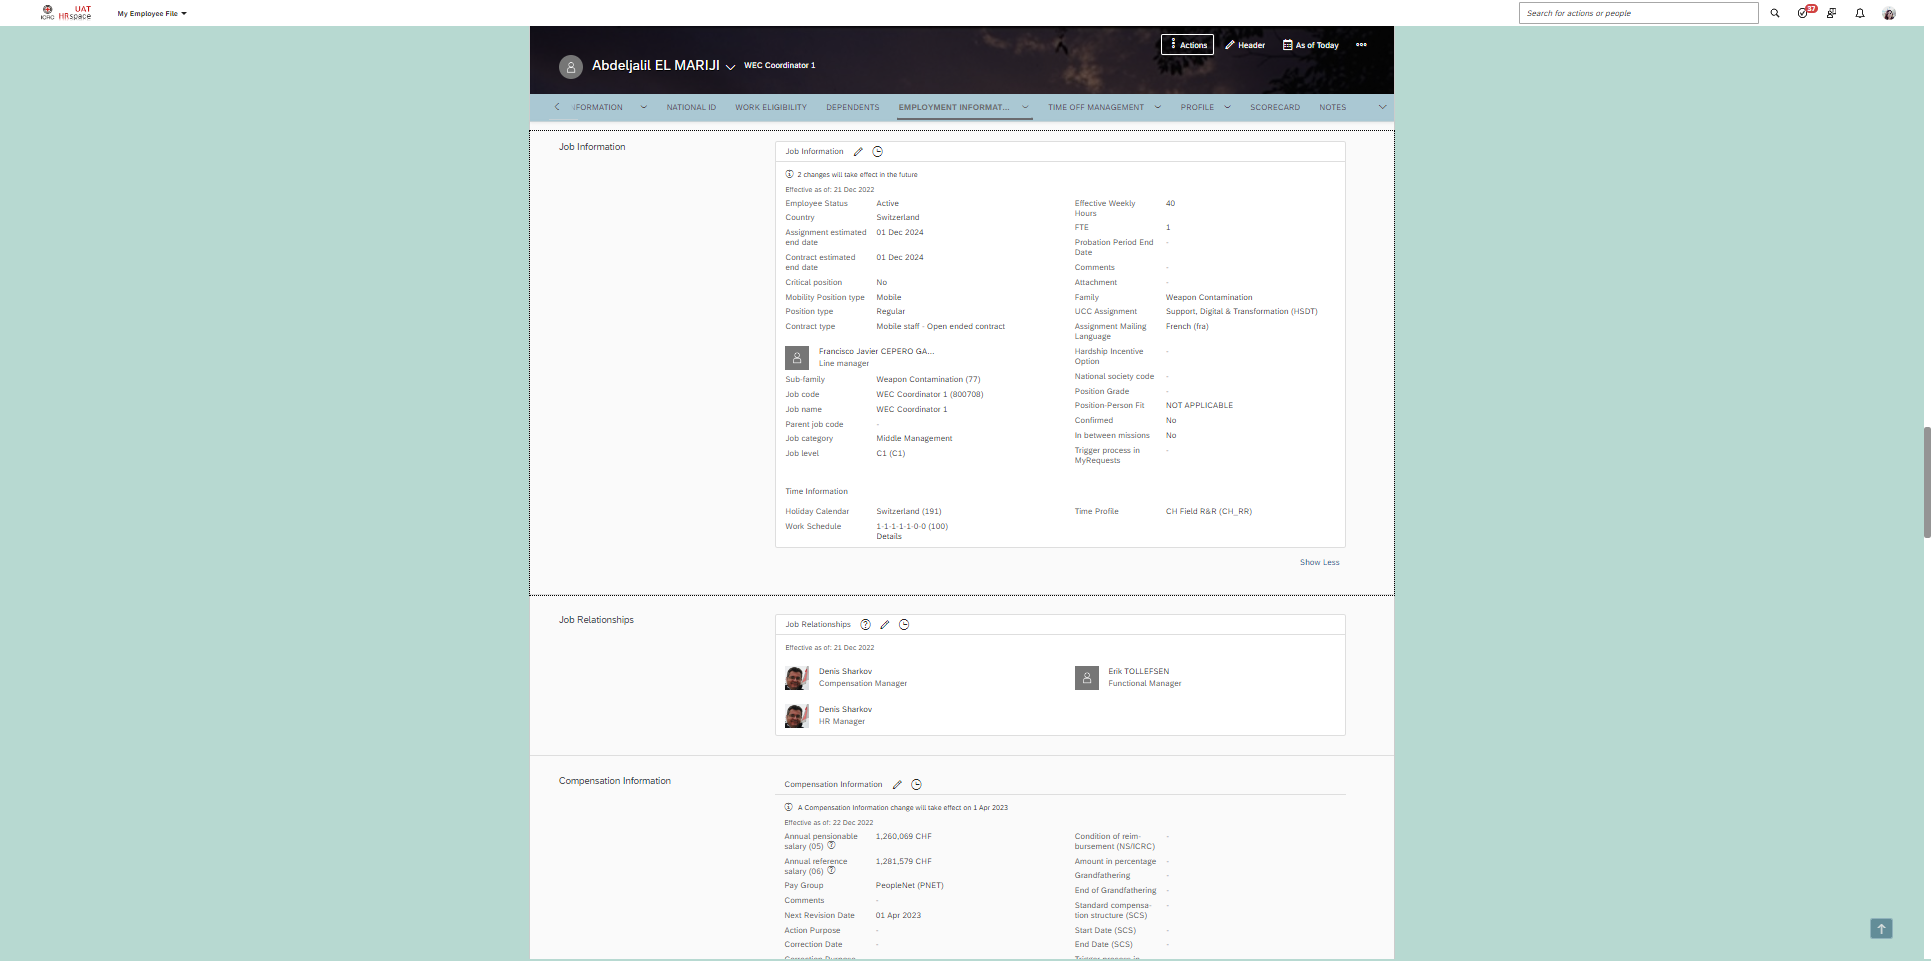 ICRC UAT HRspace My Employee File Search for actions or people 37
Actions Header As of Today
Abdeljalil EL MARIJI WEC Coordinator 1
FORMATION NATIONAL ID WORK ELIGIBILITY DEPENDENTS EMPLOYMENT INFORMAT... TIME OFF MANAGEMENT PROFILE SCORECARD NOTES
Job Information
Job Information
2 changes will take effect in the future
Effective as of: 21 Dec 2022
Employee Status Active
Country Switzerland
Assignment estimated end date 01 Dec 2024
Contract estimated end date 01 Dec 2024
Critical position No
Mobility Position type Mobile
Position type Regular
Contract type Mobile staff - Open ended contract
Francisco Javier CEPERO GA...
Line manager
Sub-family Weapon Contamination (77)
Job code WEC Coordinator 1 (800708)
Job name WEC Coordinator 1
Parent job code -
Job category Middle Management
Job level C1 (C1)
Effective Weekly Hours 40
FTE 1
Probation Period End Date -
Comments -
Attachment -
Family Weapon Contamination
UCC Assignment Support, Digital & Transformation (HSDT)
Assignment Mailing Language French (fra)
Hardship Incentive Option -
National society code -
Position Grade -
Position-Person Fit NOT APPLICABLE
Confirmed No
In between missions No
Trigger process in MyRequests -
Time Information
Holiday Calendar Switzerland (191)
Work Schedule 1-1-1-1-1-0-0 (100)
Details
Time Profile CH Field R&R (CH_RR)
Show Less
Job Relationships
Job Relationships
Effective as of: 21 Dec 2022
Denis Sharkov
Compensation Manager
Erik TOLLEFSEN
Functional Manager
Denis Sharkov
HR Manager
Compensation Information
Compensation Information
A Compensation Information change will take effect on 1 Apr 2023
Effective as of: 22 Dec 2022
Annual pensionable salary (05) 1,260,069 CHF
Annual reference salary (06) 1,281,579 CHF
Pay Group PeopleNet (PNET)
Comments -
Next Revision Date 01 Apr 2023
Action Purpose -
Correction Date -
Correction Purpose
Condition of reim-
bursement (NS/ICRC) -
Amount in percentage -
Grandfathering -
End of Grandfathering -
Standard compensa-
tion structure (SCS) -
Start Date (SCS) -
End Date (SCS) -
Trigger process in